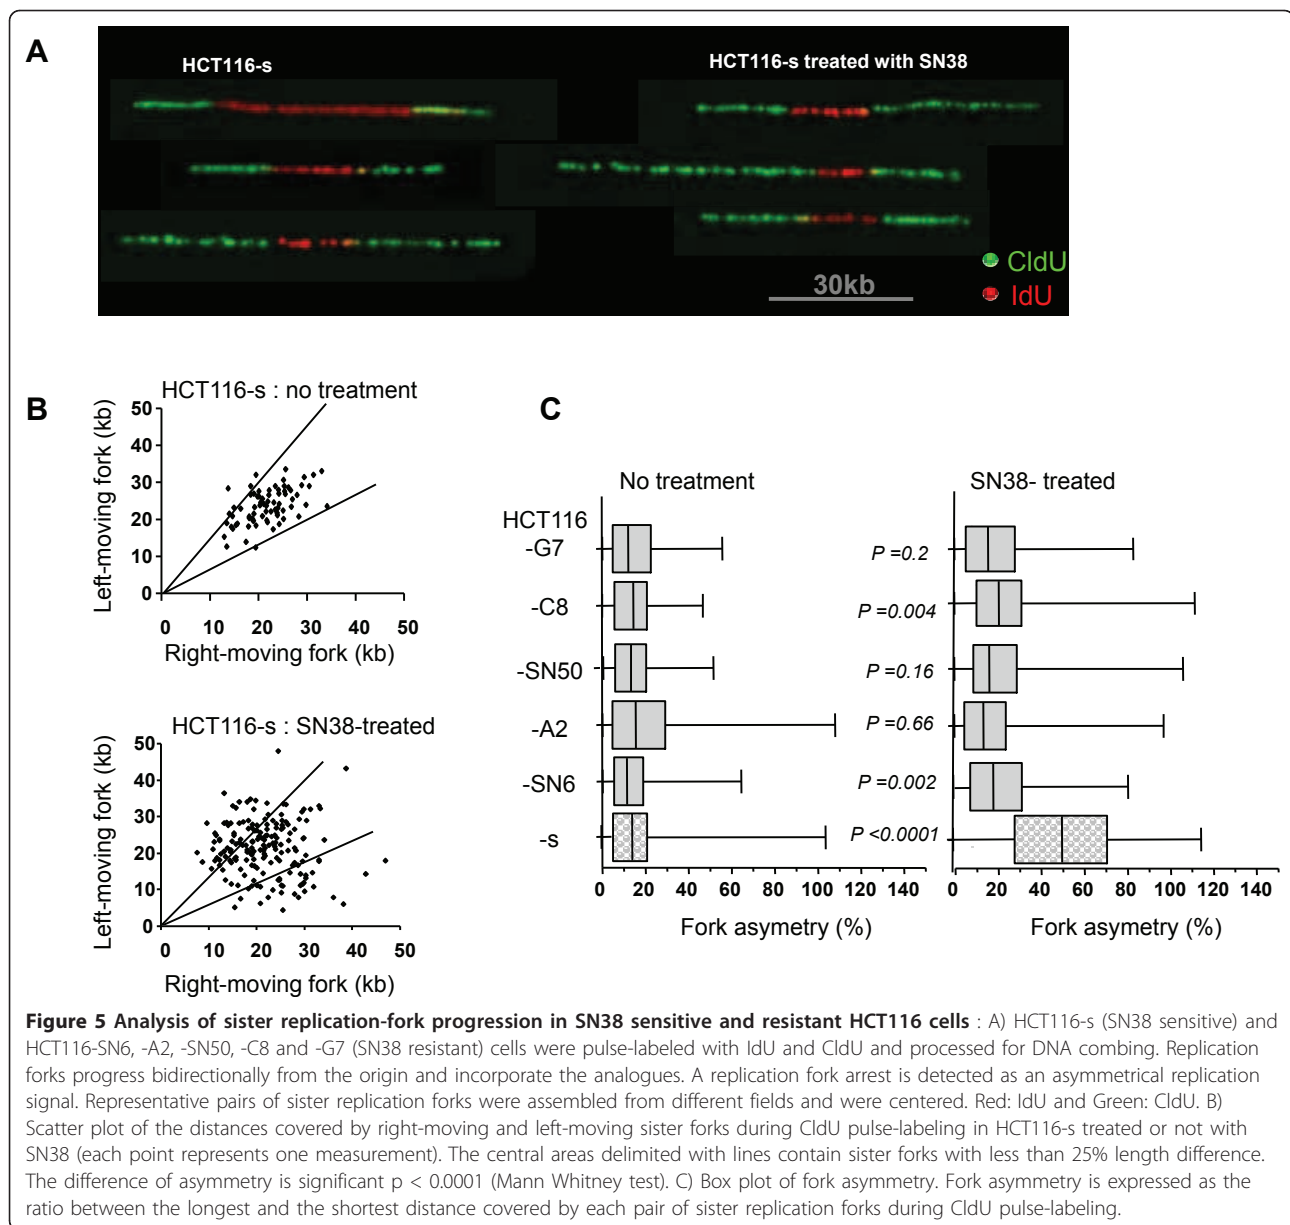 A
HCT116-s
HCT116-s treated with SN38
CldU
IdU
30kb
B
HCT116-s : no treatment
Left-moving fork (kb)
50
40
30
20
10
0
0 10 20 30 40 50
Right-moving fork (kb)
HCT116-s : SN38-treated
Left-moving fork (kb)
50
40
30
20
10
0
0 10 20 30 40 50
Right-moving fork (kb)
C
No treatment
HCT116
-G7
-C8
-SN50
-A2
-SN6
-s
0 20 40 60 80 100 120 140
Fork asymetry (%)
SN38- treated
P =0.2
P =0.004
P =0.16
P =0.66
P =0.002
P <0.0001
0 20 40 60 80 100 120 140
Fork asymetry (%)
Figure 5 Analysis of sister replication-fork progression in SN38 sensitive and resistant HCT116 cells : A) HCT116-s (SN38 sensitive) and
HCT116-SN6, -A2, -SN50, -C8 and -G7 (SN38 resistant) cells were pulse-labeled with IdU and CldU and processed for DNA combing. Replication
forks progress bidirectionally from the origin and incorporate the analogues. A replication fork arrest is detected as an asymmetrical replication
signal. Representative pairs of sister replication forks were assembled from different fields and were centered. Red: IdU and Green: CldU. B)
Scatter plot of the distances covered by right-moving and left-moving sister forks during CldU pulse-labeling in HCT116-s treated or not with
SN38 (each point represents one measurement). The central areas delimited with lines contain sister forks with less than 25% length difference.
The difference of asymmetry is significant p < 0.0001 (Mann Whitney test). C) Box plot of fork asymmetry. Fork asymmetry is expressed as the
ratio between the longest and the shortest distance covered by each pair of sister replication forks during CldU pulse-labeling.